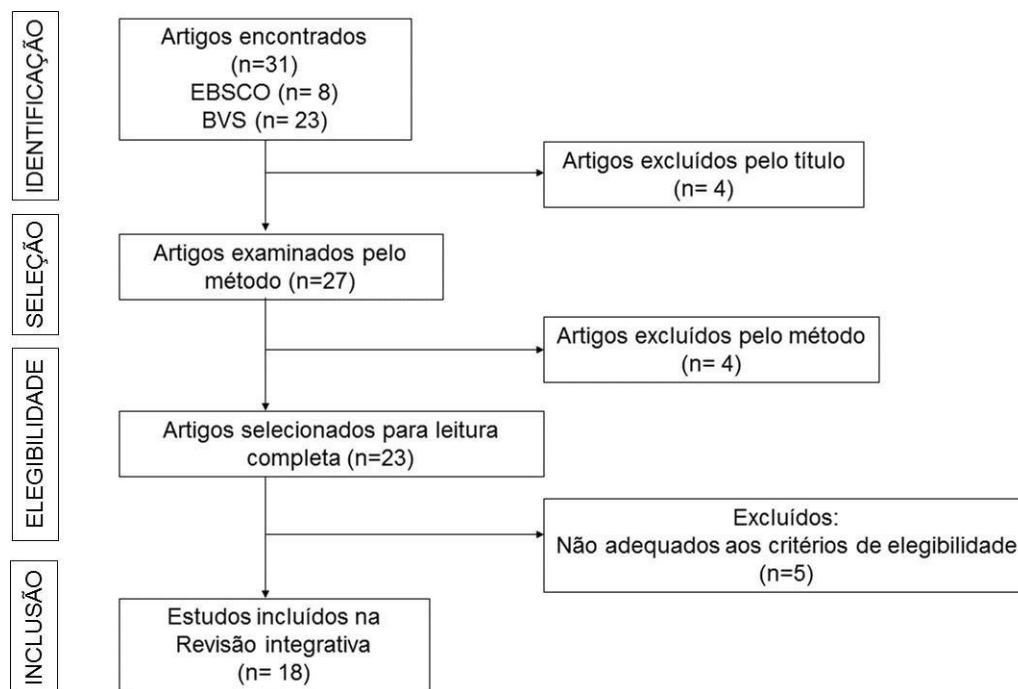 IDENTIFICAÇÃO
Artigos encontrados
(n=31)
EBSCO (n= 8)
BVS (n= 23)
Artigos excluídos pelo título
(n= 4)
SELEÇÃO
Artigos examinados pelo
método (n=27)
Artigos excluídos pelo método
(n= 4)
ELEGIBILIDADE
Artigos selecionados para leitura
completa (n=23)
Excluídos:
Não adequados aos critérios de elegibilidade
(n=5)
INCLUSÃO
Estudos incluídos na
Revisão integrativa
(n= 18)